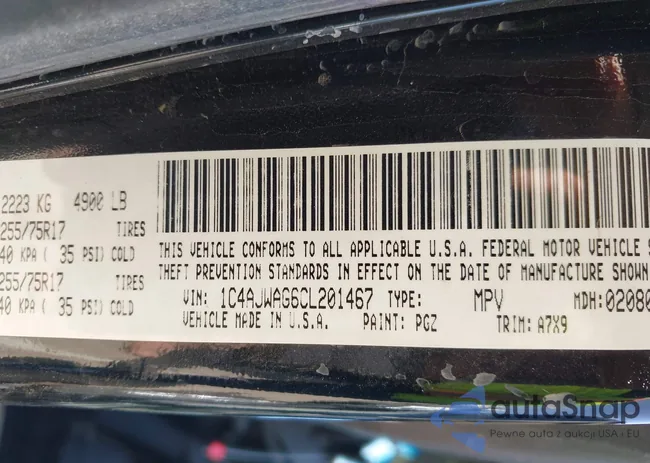 2223 KG 4900 LB
255/75R17 TIRES
40 KPA ( 35 PSI) COLD
255/75R17 TIRES
40 KPA ( 35 PSI) COLD
THIS VEHICLE CONFORMS TO ALL APPLICABLE U.S.A. FEDERAL MOTOR VEHICLE S
THEFT PREVENTION STANDARDS IN EFFECT ON THE DATE OF MANUFACTURE SHOWN
VIN: 1C4AJWAG6CL201467 TYPE: MPV MDH:02080
VEHICLE MADE IN U.S.A. PAINT: PGZ TRIM: A7X9
autoSnap
Pewne auta z aukcji USA i EU